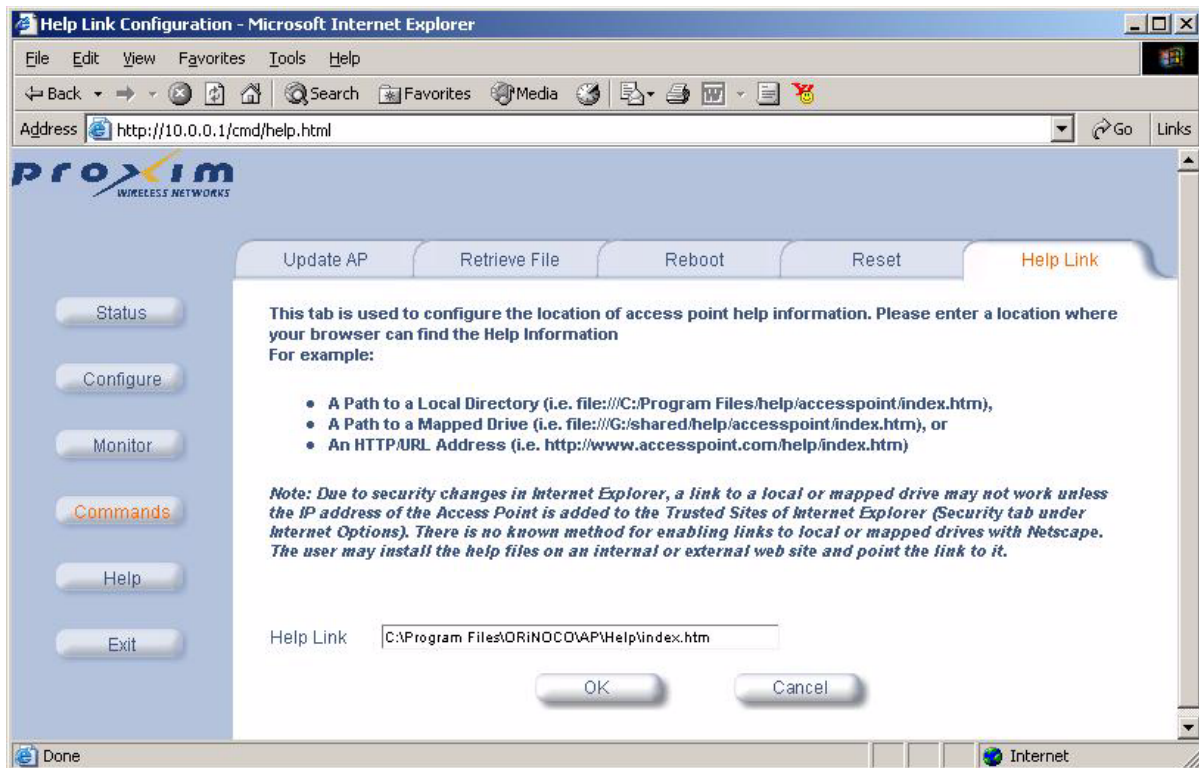 Help Link Configuration - Microsoft Internet Explorer
File Edit View Favorites Tools Help
Back Search Favorites Media
Address http://10.0.0.1/cmd/help.html Go Links
proxim
WIRELESS NETWORKS
Update AP Retrieve File Reboot Reset Help Link
Status
Configure
Monitor
Commands
Help
Exit
This tab is used to configure the location of access point help information. Please enter a location where
your browser can find the Help Information
For example:
• A Path to a Local Directory (i.e. file:///C:/Program Files/help/accesspoint/index.htm),
• A Path to a Mapped Drive (i.e. file:///G:/shared/help/accesspoint/index.htm), or
• An HTTP/URL Address (i.e. http://www.accesspoint.com/help/index.htm)
Note: Due to security changes in Internet Explorer, a link to a local or mapped drive may not work unless
the IP address of the Access Point is added to the Trusted Sites of Internet Explorer (Security tab under
Internet Options). There is no known method for enabling links to local or mapped drives with Netscape.
The user may install the help files on an internal or external web site and point the link to it.
Help Link C:\Program Files\ORiNOCO\AP\Help\index.htm
OK Cancel
Done Internet